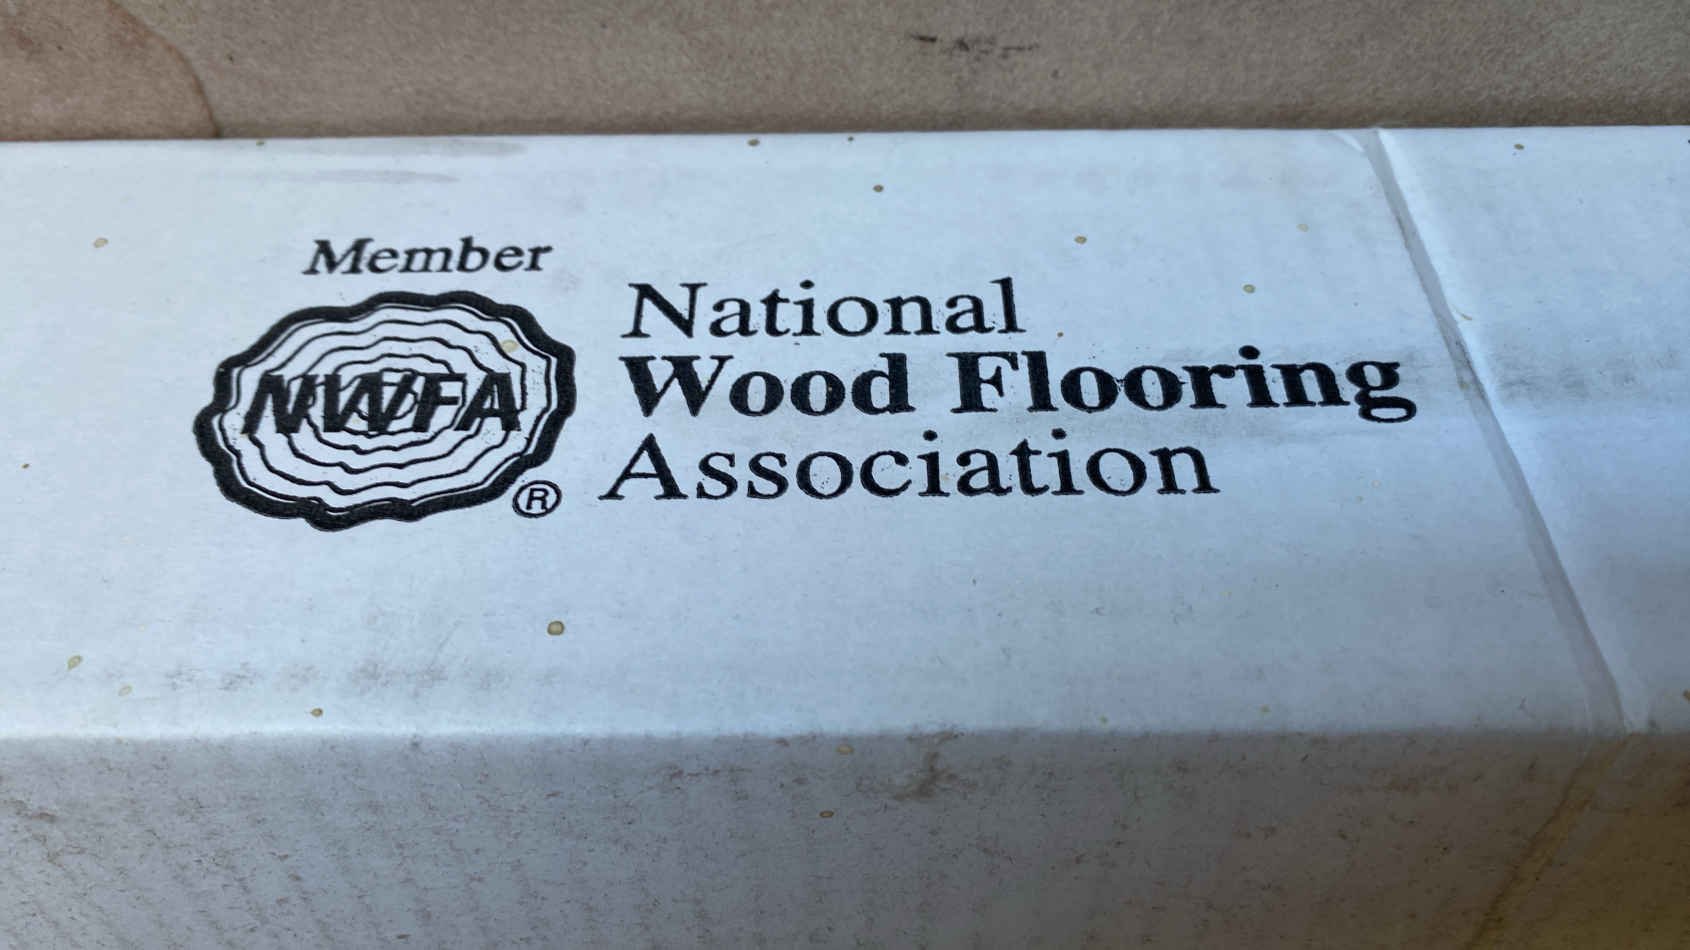 Member
NWFA
®
National
Wood Flooring
Association